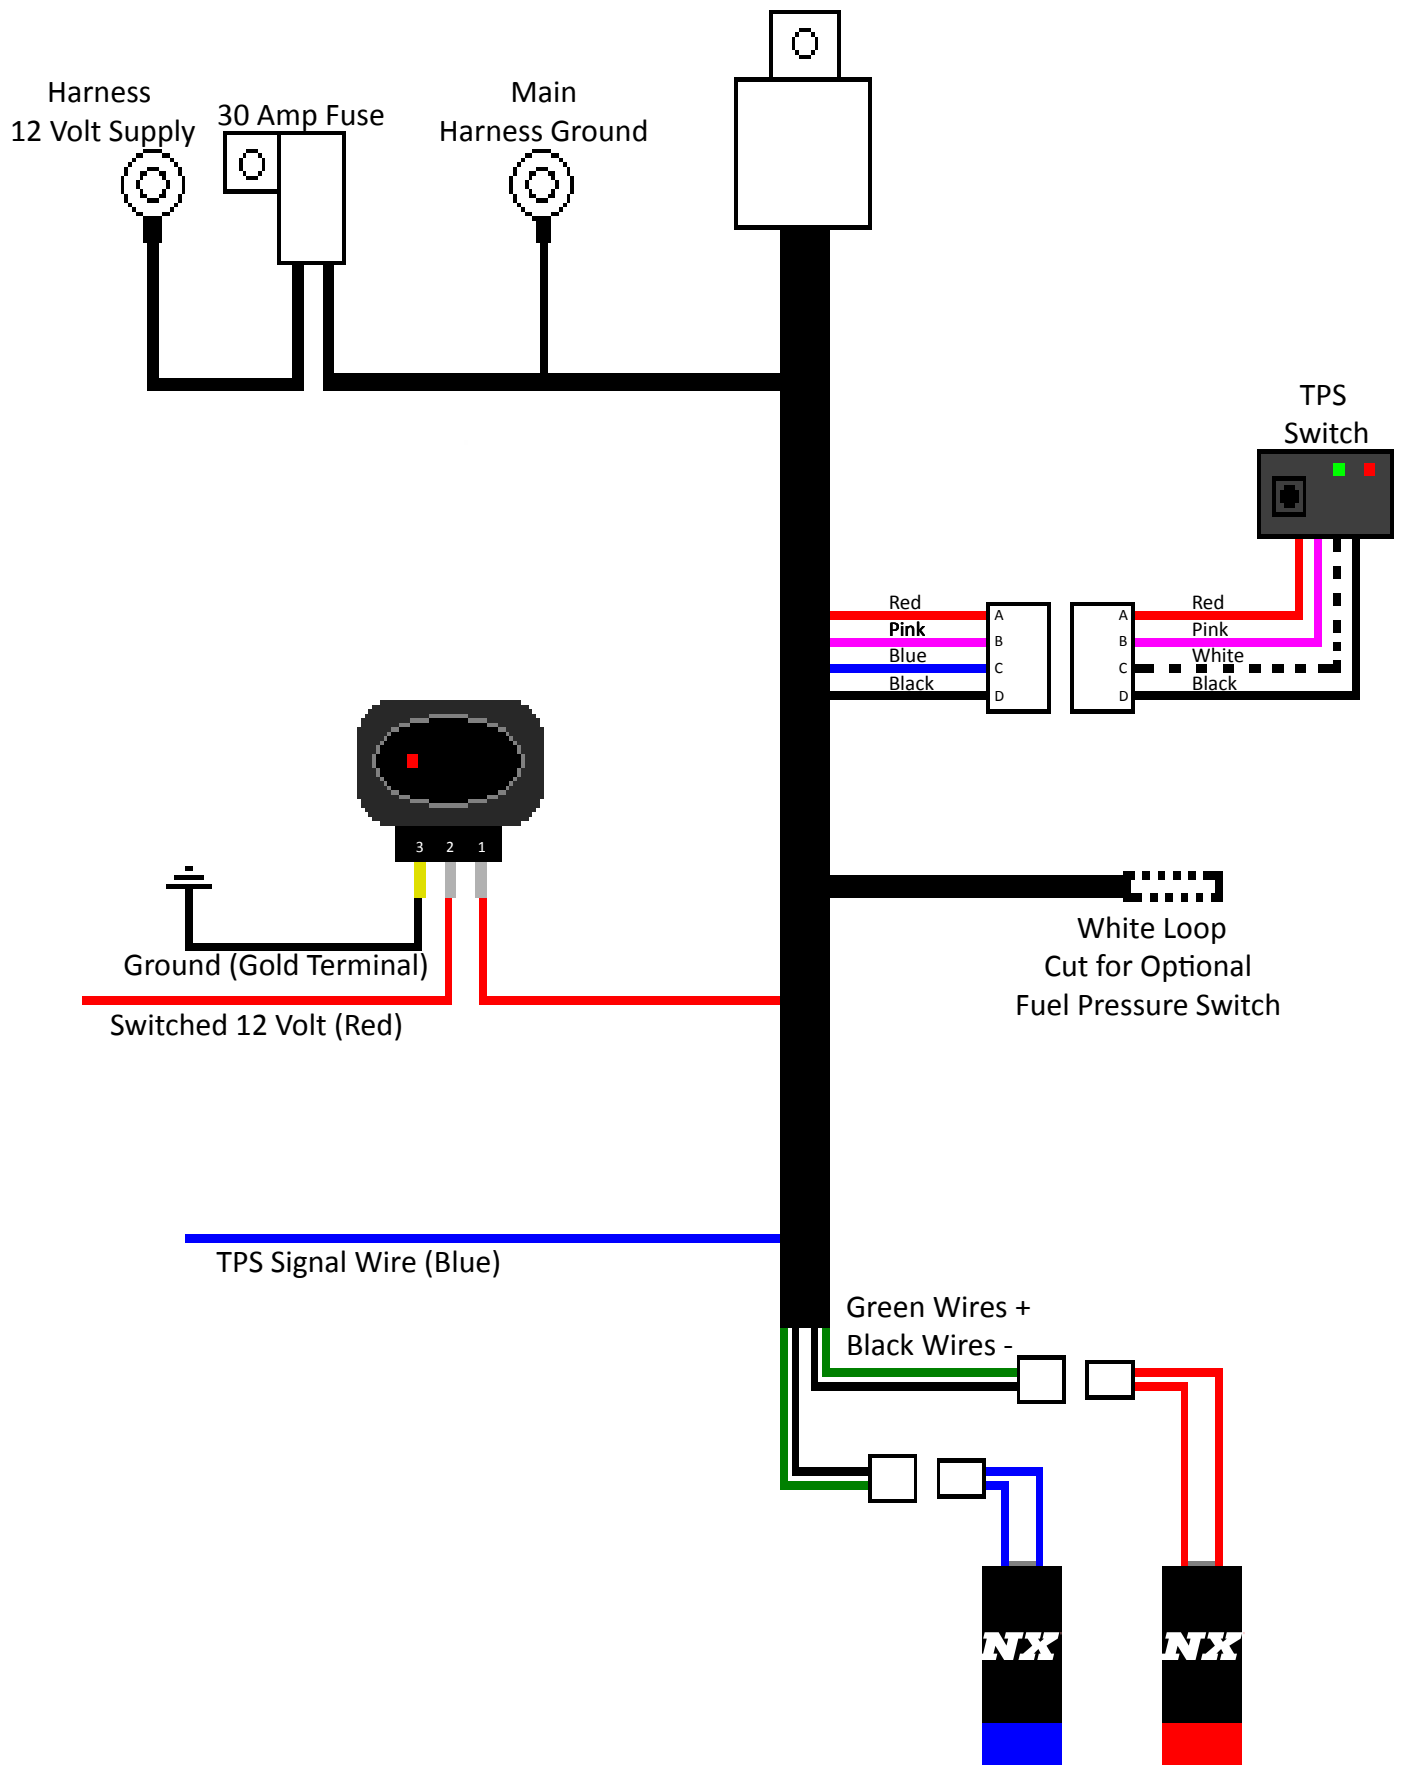 Harness
12 Volt Supply
30 Amp Fuse
Main
Harness Ground
TPS
Switch
Red
Pink
Blue
Black
A
B
C
D
A
B
C
D
Red
Pink
White
Black
3 2 1
Ground (Gold Terminal)
Switched 12 Volt (Red)
White Loop
Cut for Optional
Fuel Pressure Switch
TPS Signal Wire (Blue)
Green Wires +
Black Wires -
NX
NX